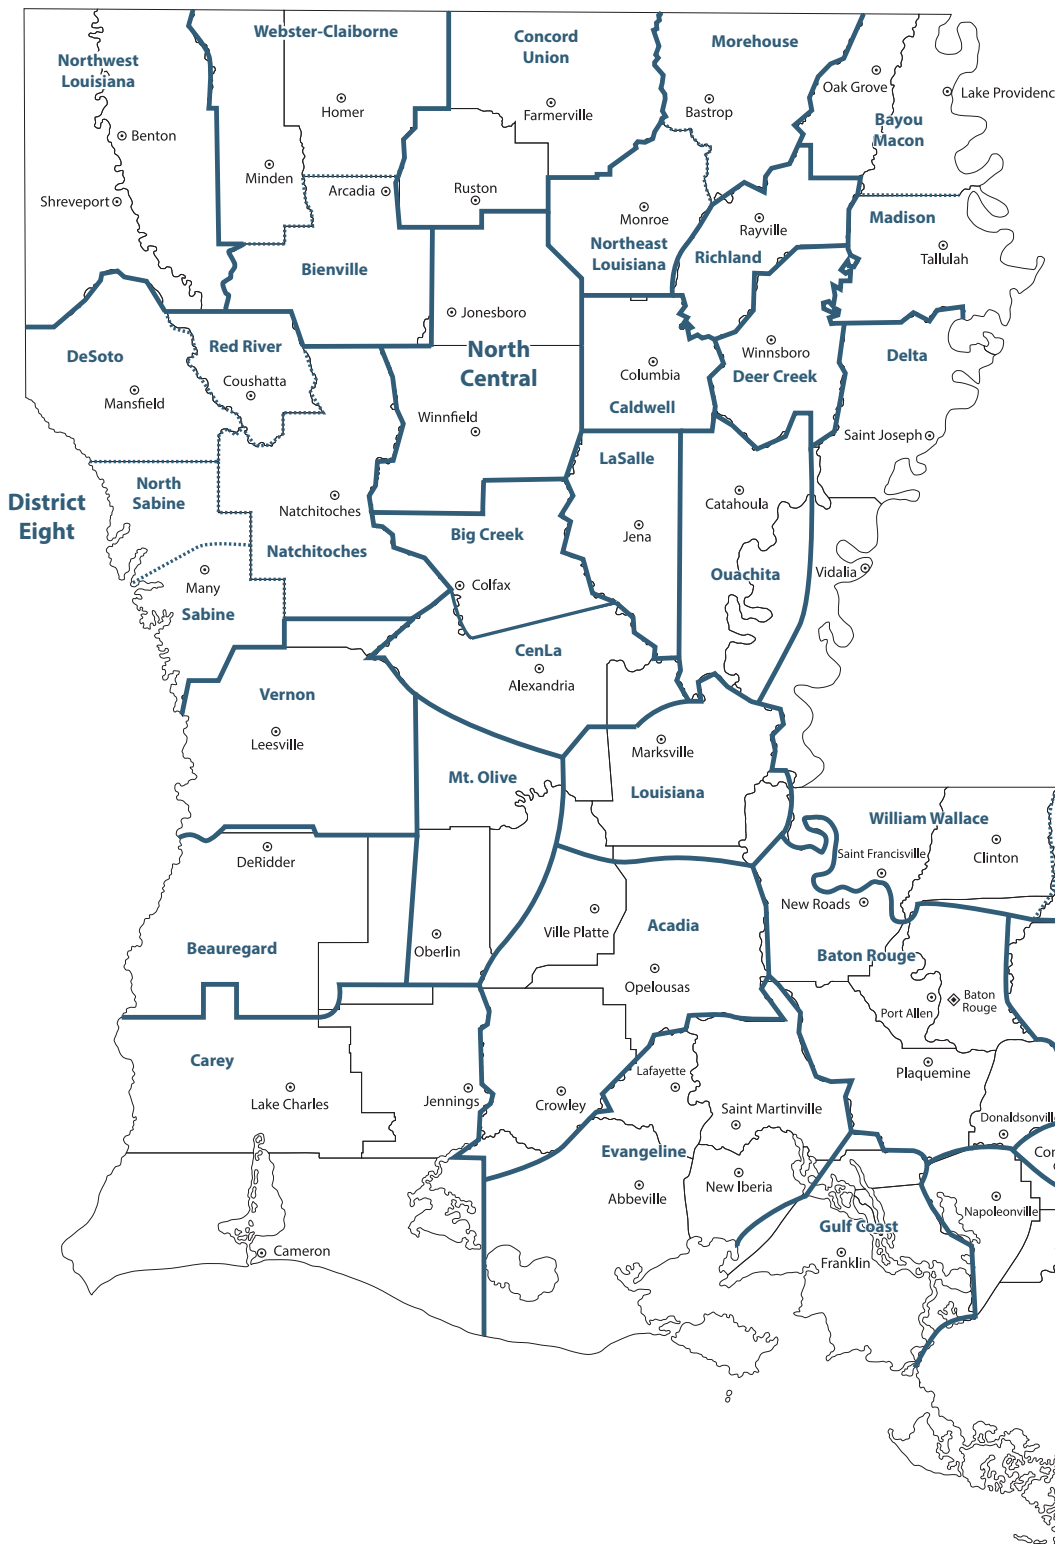 Webster-Claiborne
Concord
Union
Morehouse
Northwest
Louisiana
Oak Grove
Lake Providenc
Homer
Farmerville
Bastrop
Bayou
Macon
Benton
Minden
Arcadia
Ruston
Shreveport
Monroe
Rayville
Madison
Northeast
Louisiana
Richland
Tallulah
Bienville
Jonesboro
Red River
DeSoto
North
Central
Winnsboro
Deer Creek
Delta
Columbia
Coushatta
Mansfield
Caldwell
Winnfield
Saint Joseph
LaSalle
North
Sabine
District
Eight
Natchitoches
Catahoula
Big Creek
Jena
Natchitoches
Ouachita
Vidalia
Many
Colfax
Sabine
CenLa
Alexandria
Vernon
Leesville
Marksville
Mt. Olive
Louisiana
William Wallace
DeRidder
Saint Francisville
Clinton
New Roads
Ville Platte
Acadia
Beauregard
Oberlin
Baton Rouge
Opelousas
Port Allen
Baton
Rouge
Carey
Lafayette
Plaquemine
Lake Charles
Jennings
Crowley
Saint Martinville
Donaldsonvill
Evangeline
Con
New Iberia
Abbeville
Napoleonville
Gulf Coast
Cameron
Franklin